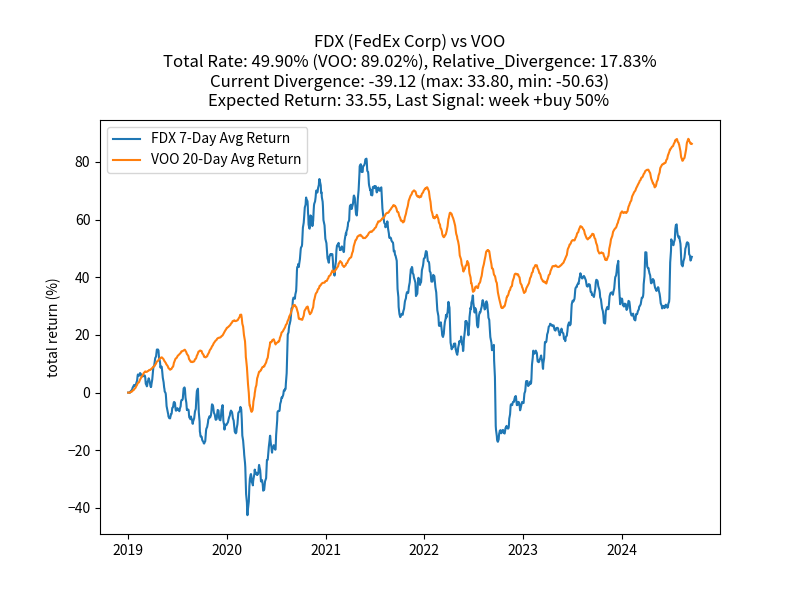 FDX (FedEx Corp) vs VOO
Total Rate: 49.90% (VOO: 89.02%), Relative_Divergence: 17.83%
Current Divergence: -39.12 (max: 33.80, min: -50.63)
Expected Return: 33.55, Last Signal: week +buy 50%
FDX 7-Day Avg Return
VOO 20-Day Avg Return
total return (%)
80
60
40
20
0
−20
−40
2019 2020 2021 2022 2023 2024